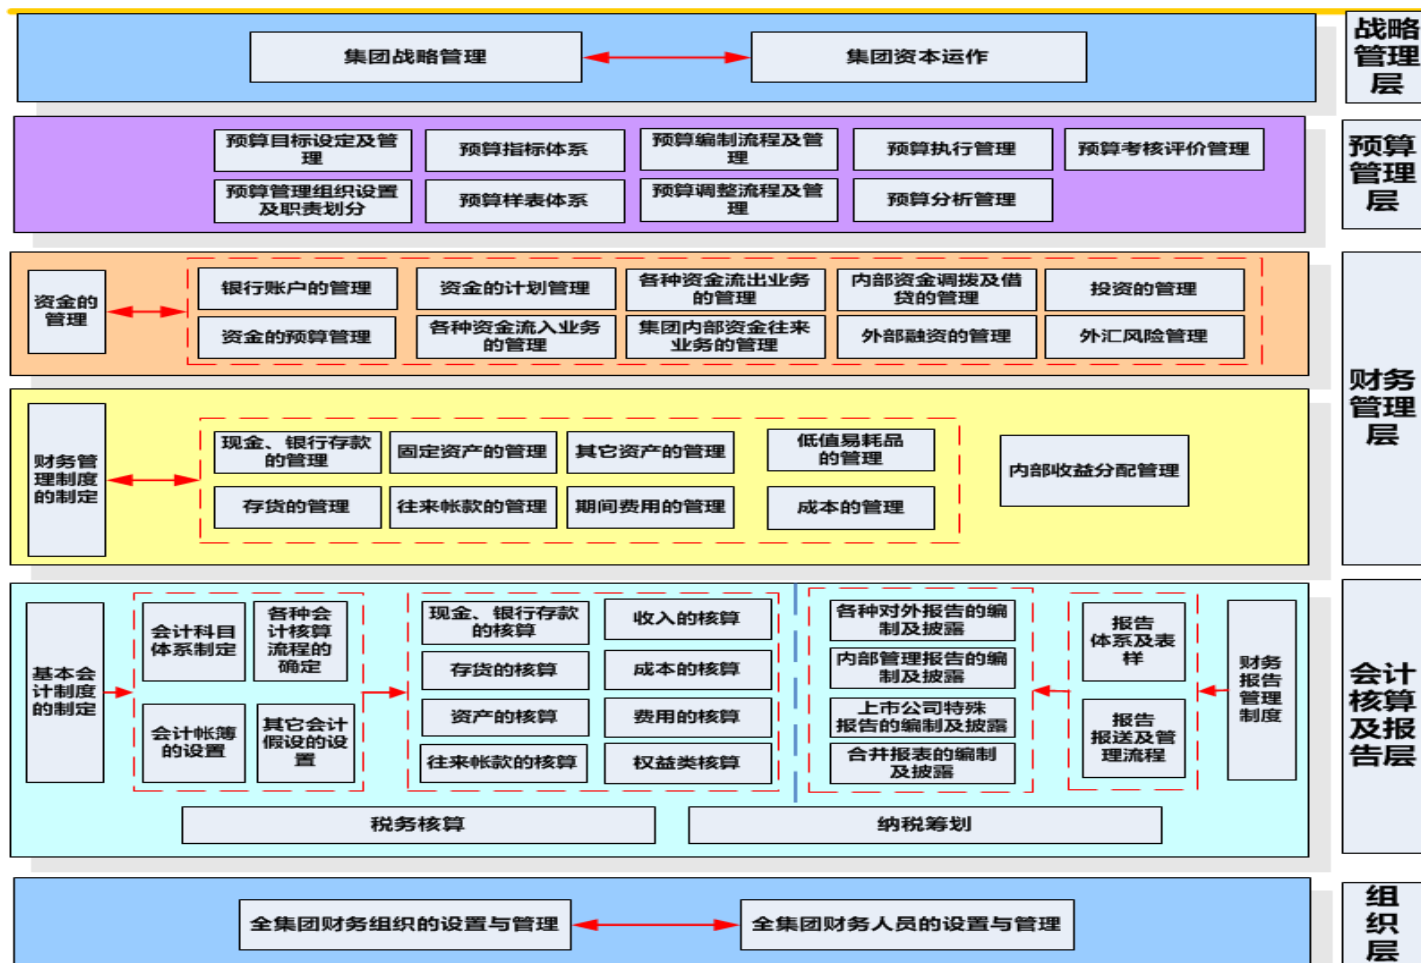 集团战略管理
集团资本运作
战略
管理
层
预算目标设定及管
理
预算指标体系
预算编制流程及管
理
预算执行管理
预算考核评价管理
预算管理组织设置
及职责划分
预算样表体系
预算调整流程及管
理
预算分析管理
预算
管理
层
资金的
管理
银行账户的管理
资金的计划管理
各种资金流出业务
的管理
内部资金调拨及借
贷的管理
投资的管理
资金的预算管理
各种资金流入业务
的管理
集团内部资金往来
业务的管理
外部融资的管理
外汇风险管理
财务
管理
层
财务管
理制度
的制定
现金、银行存款
的管理
固定资产的管理
其它资产的管理
低值易耗品
的管理
存货的管理
往来帐款的管理
期间费用的管理
成本的管理
内部收益分配管理
基本会
计制度
的制定
会计科目
体系制定
各种会
计核算
流程的
确定
会计帐簿
的设置
其它会计
假设的设
置
现金、银行存款
的核算
收入的核算
存货的核算
成本的核算
资产的核算
费用的核算
往来帐款的核算
权益类核算
各种对外报告的编
制及披露
内部管理报告的编
制及披露
上市公司特殊
报告的编制及披露
合并报表的编制
及披露
报告
体系及表
样
报告
报送及管
理流程
财务
报告
管理
制度
税务核算
纳税筹划
会计
核算
及报
告层
全集团财务组织的设置与管理
全集团财务人员的设置与管理
组
织
层